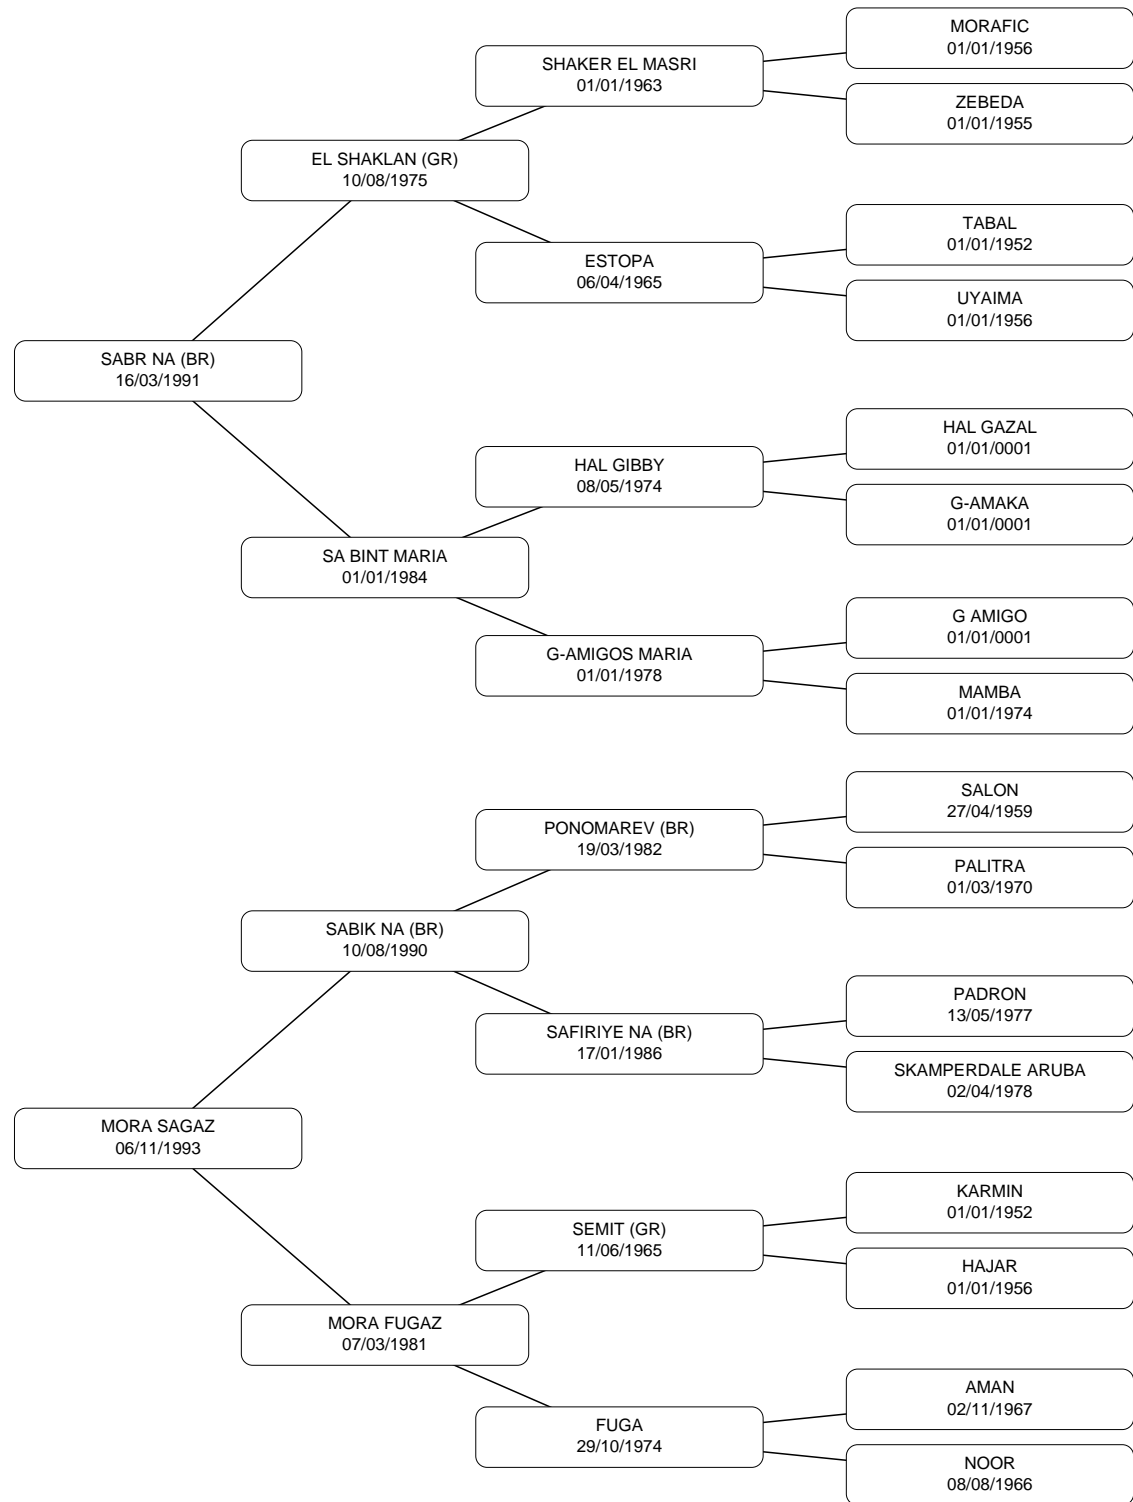 MORAFIC
01/01/1956
SHAKER EL MASRI
01/01/1963
ZEBEDA
01/01/1955
EL SHAKLAN (GR)
10/08/1975
TABAL
01/01/1952
ESTOPA
06/04/1965
UYAIMA
01/01/1956
SABR NA (BR)
16/03/1991
HAL GAZAL
01/01/0001
HAL GIBBY
08/05/1974
G-AMAKA
01/01/0001
SA BINT MARIA
01/01/1984
G AMIGO
01/01/0001
G-AMIGOS MARIA
01/01/1978
MAMBA
01/01/1974
SALON
27/04/1959
PONOMAREV (BR)
19/03/1982
PALITRA
01/03/1970
SABIK NA (BR)
10/08/1990
PADRON
13/05/1977
SAFIRIYE NA (BR)
17/01/1986
SKAMPERDALE ARUBA
02/04/1978
MORA SAGAZ
06/11/1993
KARMIN
01/01/1952
SEMIT (GR)
11/06/1965
HAJAR
01/01/1956
MORA FUGAZ
07/03/1981
AMAN
02/11/1967
FUGA
29/10/1974
NOOR
08/08/1966